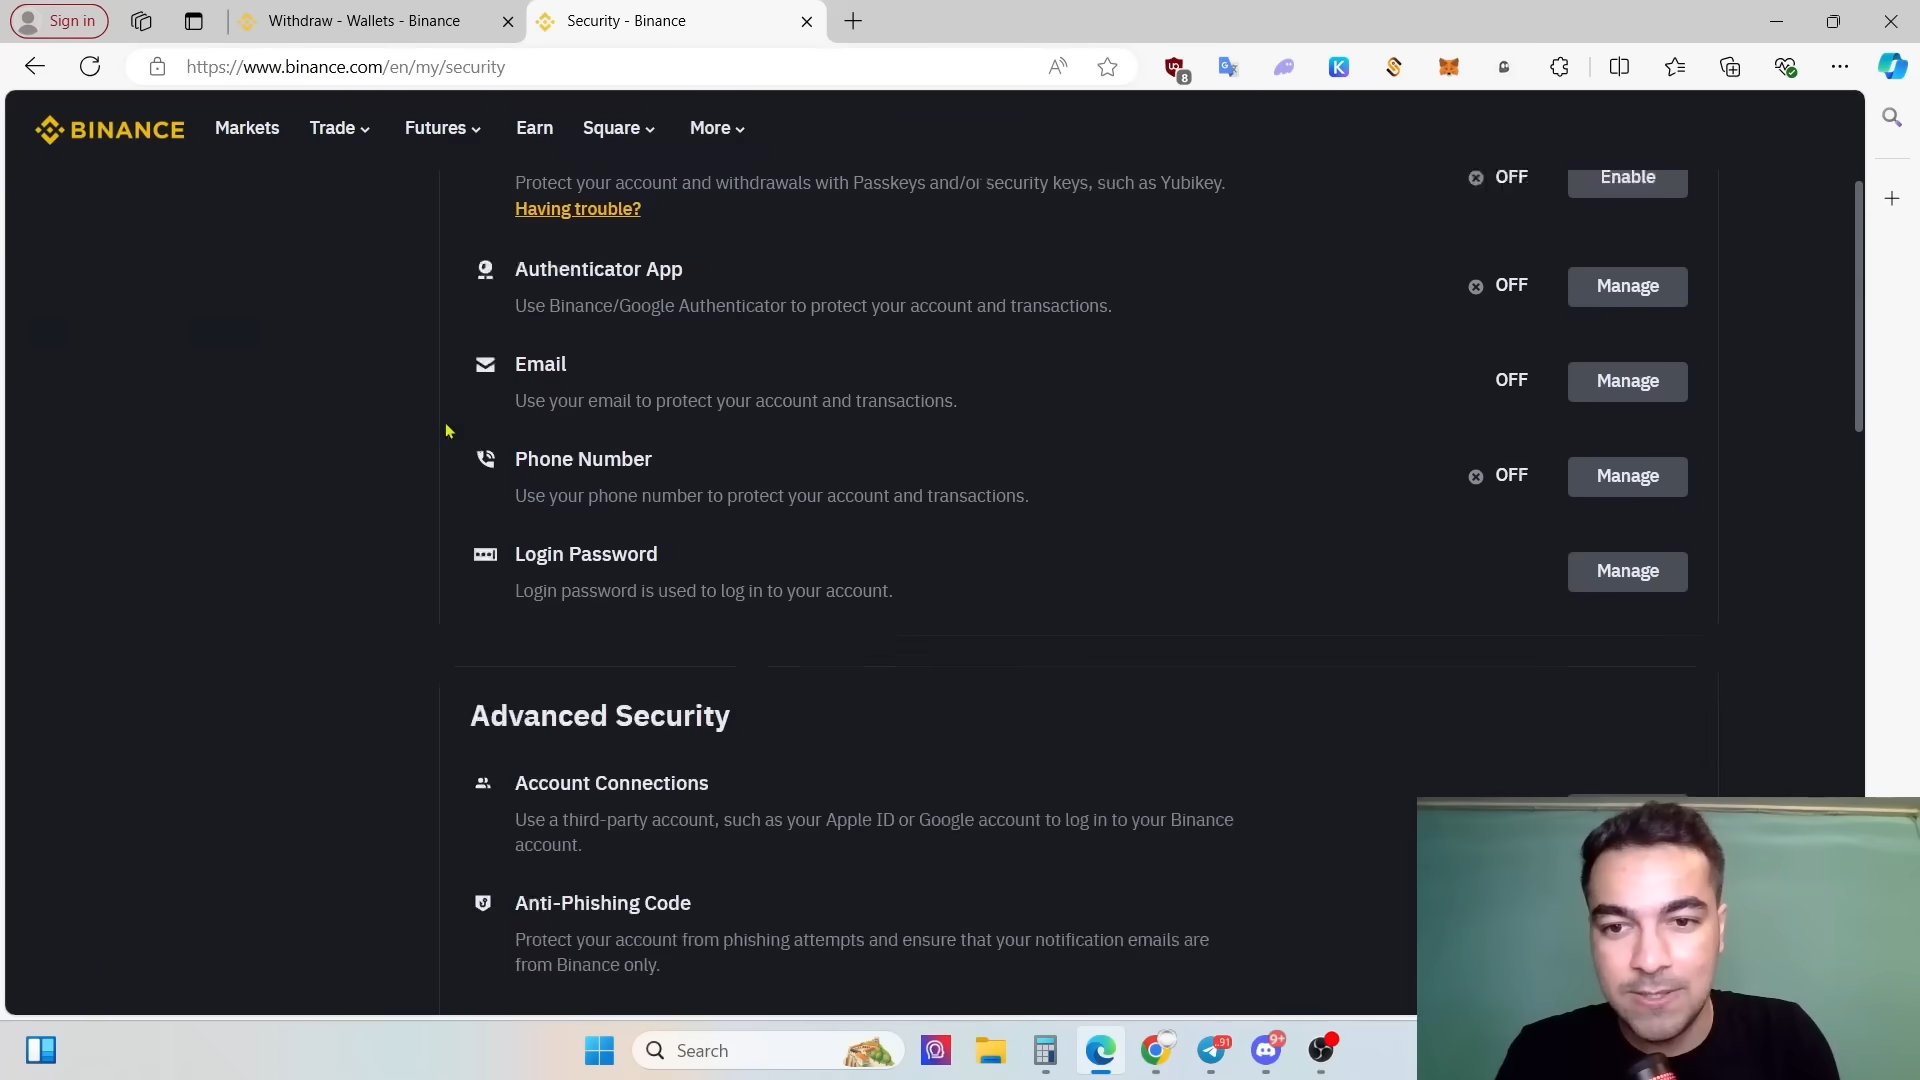 Sign in
Withdraw - Wallets - Binance
Security - Binance
https://www.binance.com/en/my/security
8
BINANCE
Markets
Trade
Futures
Earn
Square
More
Protect your account and withdrawals with Passkeys and/or security keys, such as Yubikey.
Having trouble?
OFF
Enable
Authenticator App
Use Binance/Google Authenticator to protect your account and transactions.
OFF
Manage
Email
Use your email to protect your account and transactions.
OFF
Manage
Phone Number
Use your phone number to protect your account and transactions.
OFF
Manage
Login Password
Login password is used to log in to your account.
Manage
Advanced Security
Account Connections
Use a third-party account, such as your Apple ID or Google account to log in to your Binance
account.
Anti-Phishing Code
Protect your account from phishing attempts and ensure that your notification emails are
from Binance only.
Search
91
9+